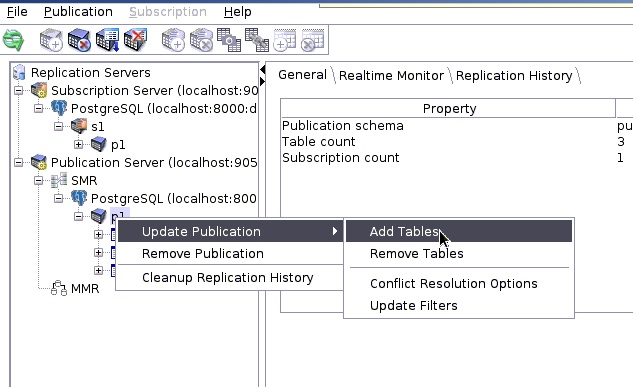 File Publication Subscription Help
Replication Servers
Subscription Server (localhost:90
PostgreSQL (localhost:8000:d
s1
p1
Publication Server (localhost:905
SMR
PostgreSQL (localhost:800
p1
MMR
General Realtime Monitor Replication History
Property
Publication schema pu
Table count 3
Subscription count 1
Update Publication
Remove Publication
Cleanup Replication History
Add Tables
Remove Tables
Conflict Resolution Options
Update Filters